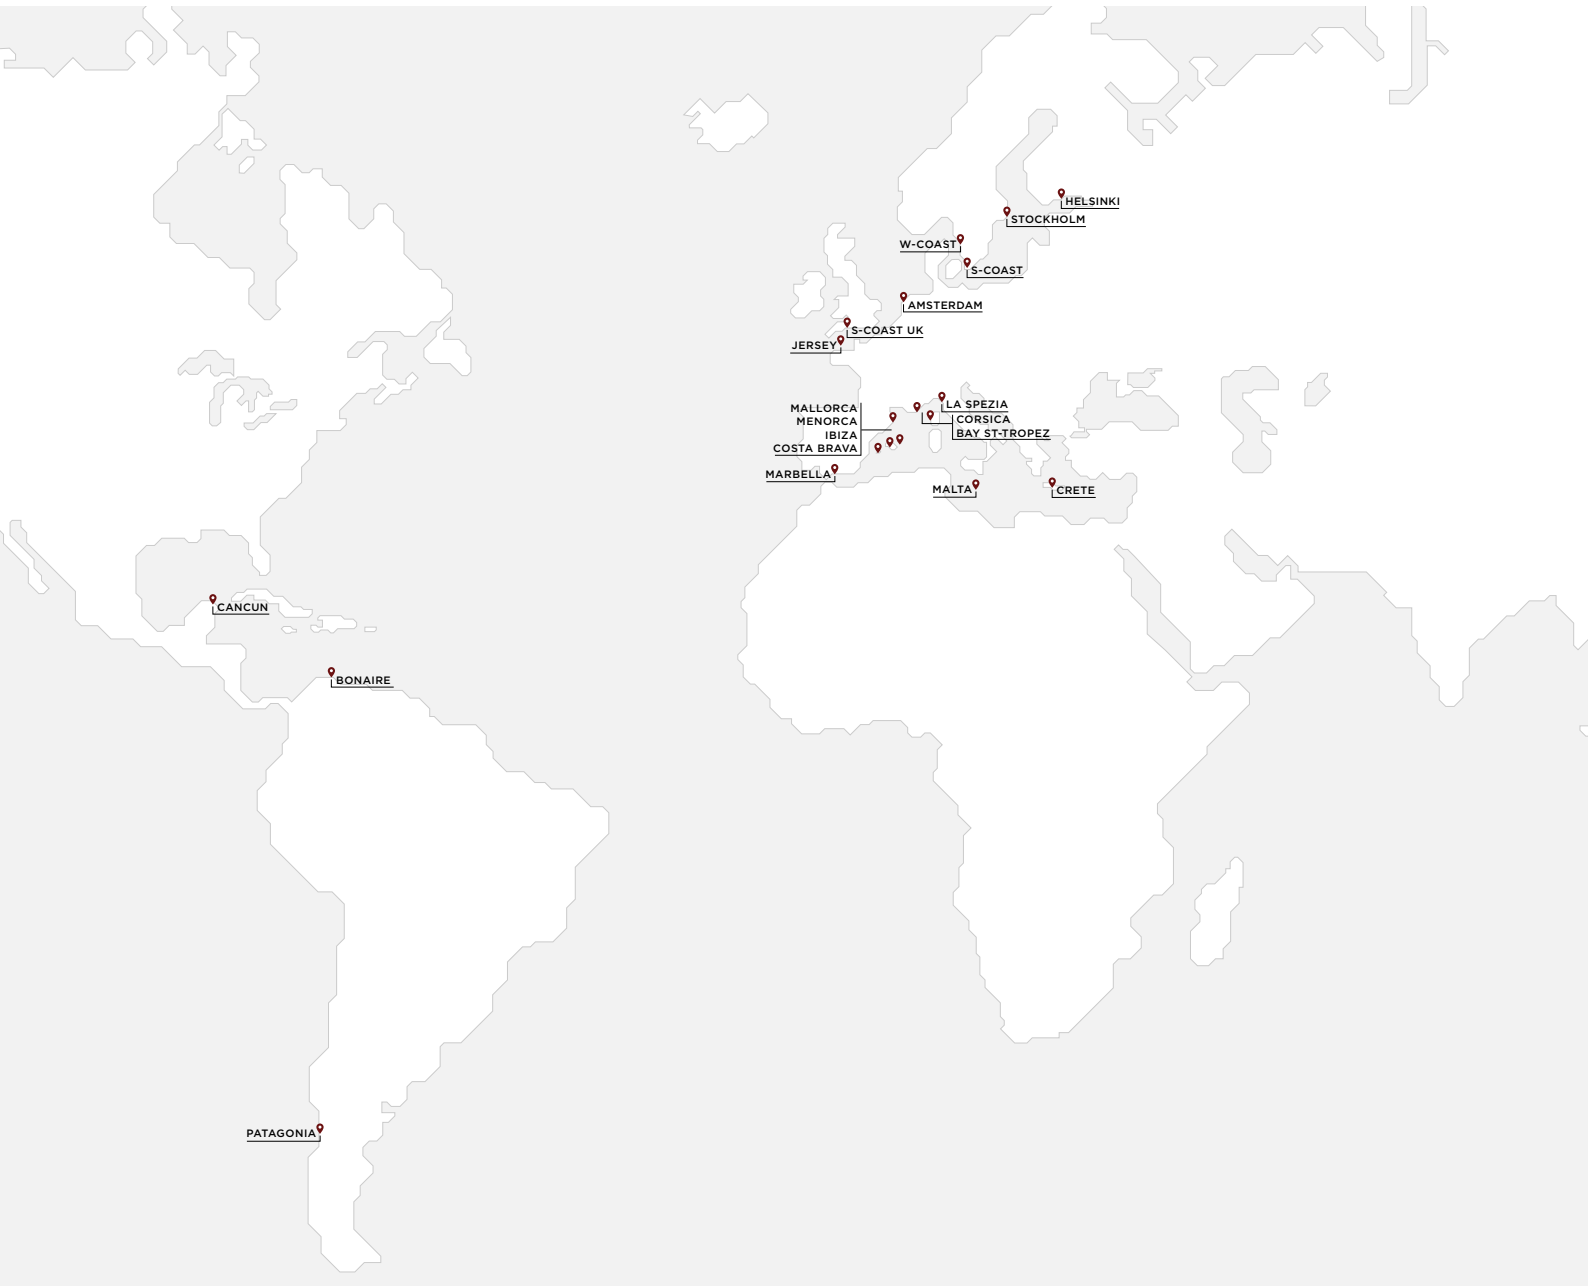 HELSINKI
STOCKHOLM
W-COAST
S-COAST
AMSTERDAM
S-COAST UK
JERSEY
LA SPEZIA
MALLORCA
CORSICA
MENORCA
BAY ST-TROPEZ
IBIZA
COSTA BRAVA
MARBELLA
MALTA
CRETE
CANCUN
BONAIRE
PATAGONIA